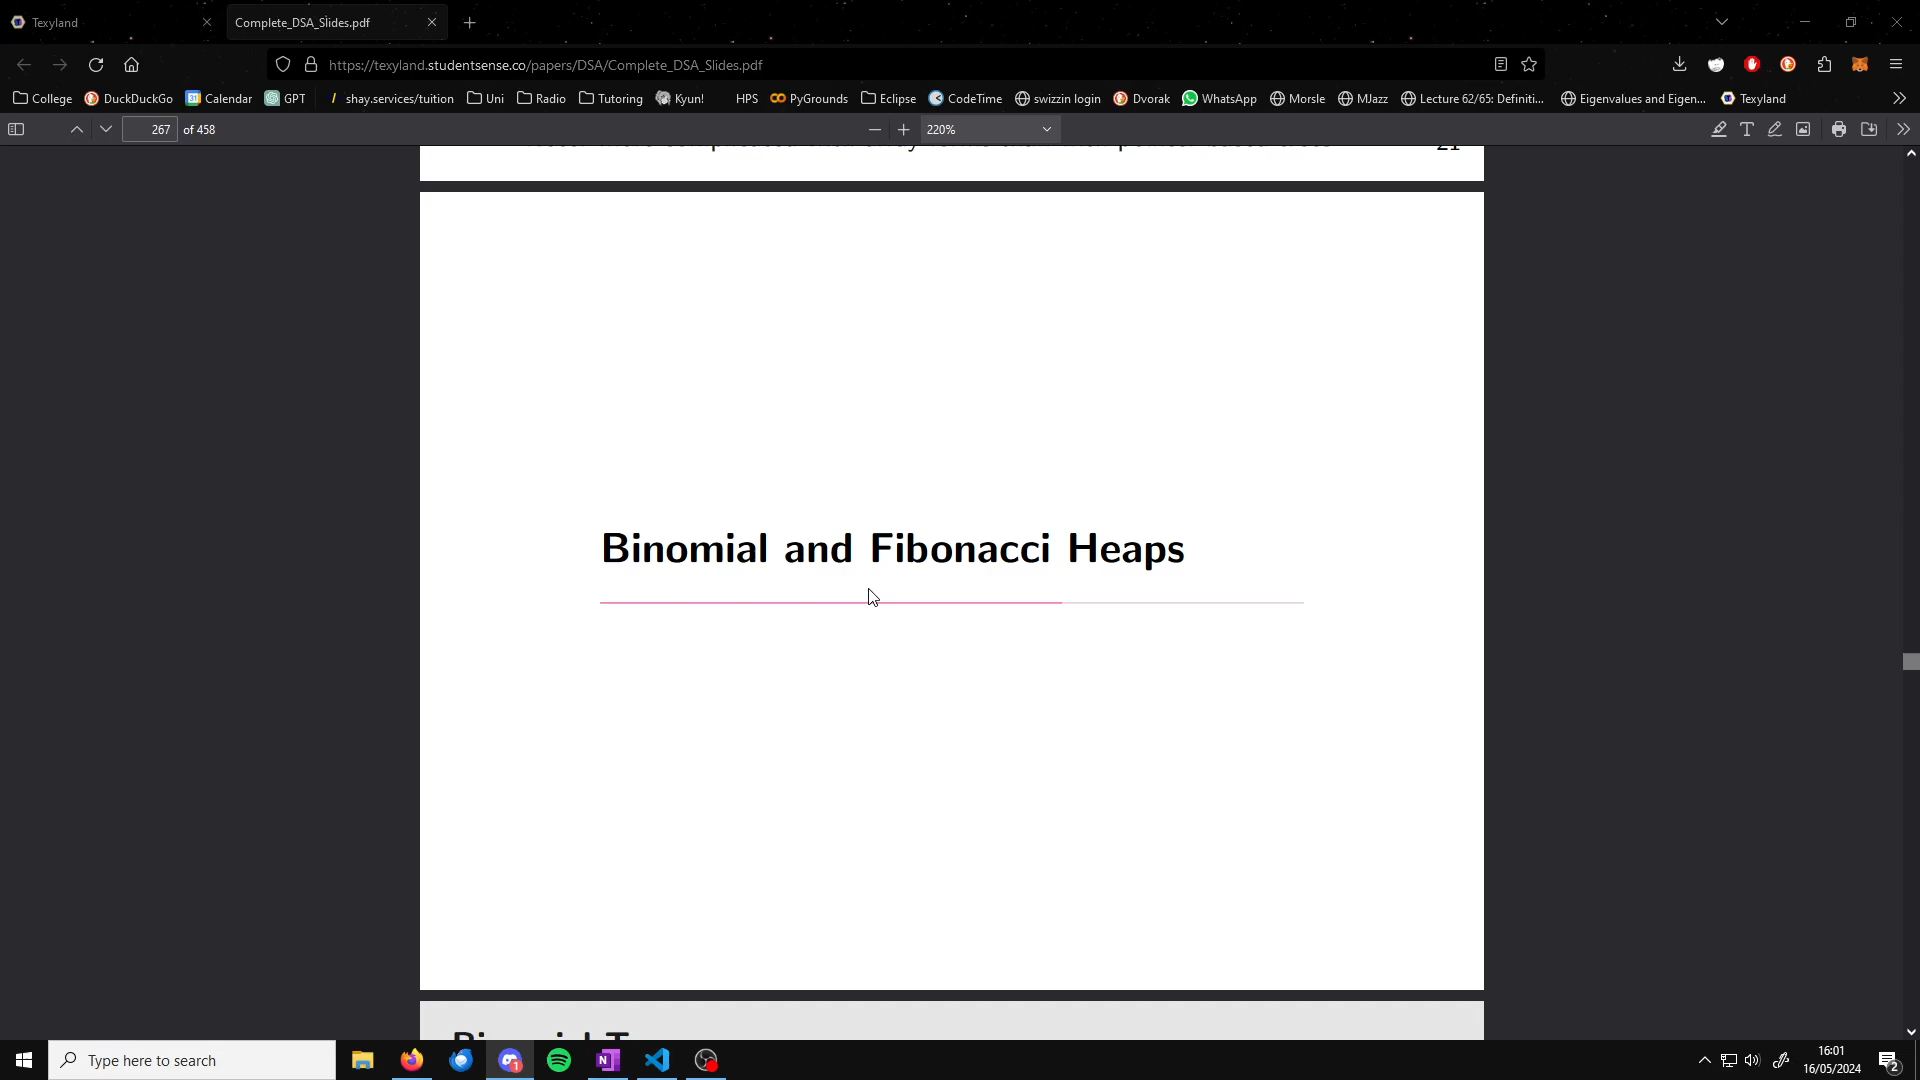 Texyland
Complete_DSA_Slides.pdf
https://texyland.studentsense.co/papers/DSA/Complete_DSA_Slides.pdf
College DuckDuckGo Calendar GPT shay.services/tuition Uni Radio Tutoring Kyun! HPS PyGrounds Eclipse CodeTime swizzin login Dvorak WhatsApp Morsle MJazz Lecture 62/65: Definiti... Eigenvalues and Eigen... Texyland
267 of 458 220%
21
Binomial and Fibonacci Heaps
Type here to search
16:01
16/05/2024
2